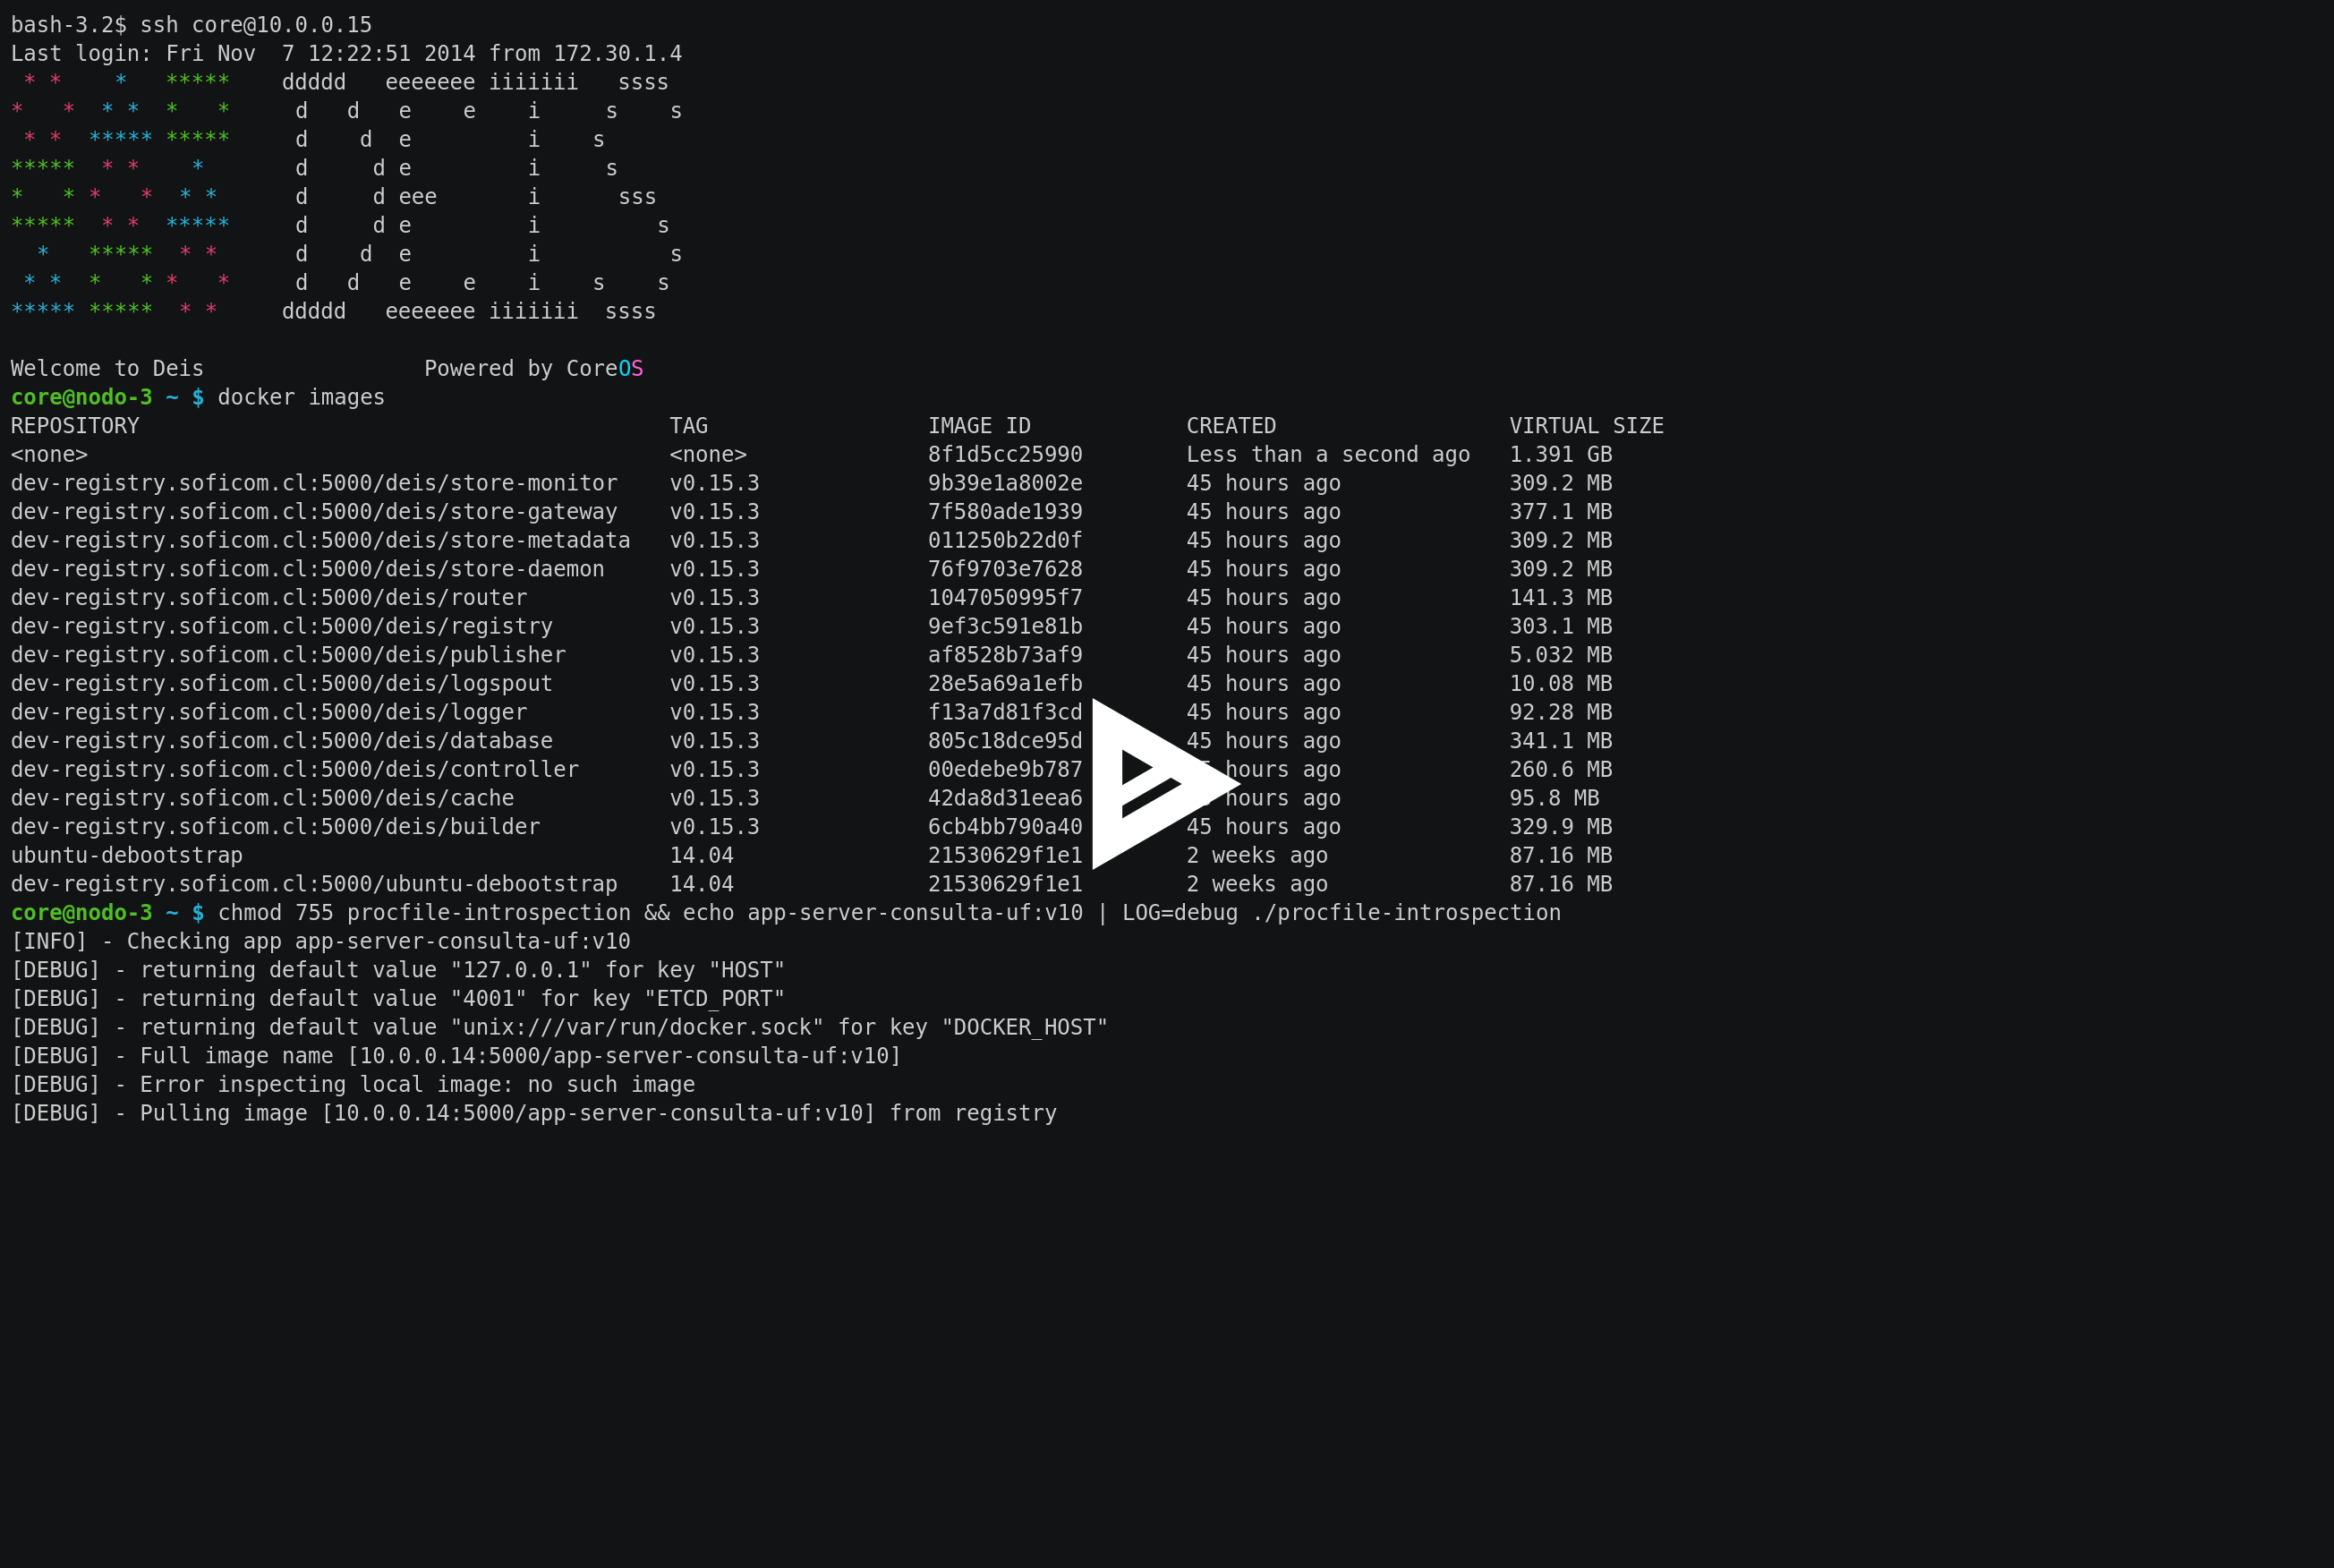 bash-3.2$ ssh core@10.0.0.15
Last login: Fri Nov  7 12:22:51 2014 from 172.30.1.4
 * *    *   *****    ddddd   eeeeeee iiiiiii   ssss
*   *  * *  *   *     d   d   e    e    i     s    s
 * *  ***** *****     d    d  e         i    s
*****  * *    *       d     d e         i     s
*   * *   *  * *      d     d eee       i      sss
*****  * *  *****     d     d e         i         s
  *   *****  * *      d    d  e         i          s
 * *  *   * *   *     d   d   e    e    i    s    s
***** *****  * *     ddddd   eeeeeee iiiiiii  ssss

Welcome to Deis                 Powered by CoreOS
core@nodo-3 ~ $ docker images
REPOSITORY                                         TAG                 IMAGE ID            CREATED                  VIRTUAL SIZE
<none>                                             <none>              8f1d5cc25990        Less than a second ago   1.391 GB
dev-registry.soficom.cl:5000/deis/store-monitor    v0.15.3             9b39e1a8002e        45 hours ago             309.2 MB
dev-registry.soficom.cl:5000/deis/store-gateway    v0.15.3             7f580ade1939        45 hours ago             377.1 MB
dev-registry.soficom.cl:5000/deis/store-metadata   v0.15.3             011250b22d0f        45 hours ago             309.2 MB
dev-registry.soficom.cl:5000/deis/store-daemon     v0.15.3             76f9703e7628        45 hours ago             309.2 MB
dev-registry.soficom.cl:5000/deis/router           v0.15.3             1047050995f7        45 hours ago             141.3 MB
dev-registry.soficom.cl:5000/deis/registry         v0.15.3             9ef3c591e81b        45 hours ago             303.1 MB
dev-registry.soficom.cl:5000/deis/publisher        v0.15.3             af8528b73af9        45 hours ago             5.032 MB
dev-registry.soficom.cl:5000/deis/logspout         v0.15.3             28e5a69a1efb        45 hours ago             10.08 MB
dev-registry.soficom.cl:5000/deis/logger           v0.15.3             f13a7d81f3cd        45 hours ago             92.28 MB
dev-registry.soficom.cl:5000/deis/database         v0.15.3             805c18dce95d        45 hours ago             341.1 MB
dev-registry.soficom.cl:5000/deis/controller       v0.15.3             00edebe9b787        hours ago             260.6 MB
dev-registry.soficom.cl:5000/deis/cache            v0.15.3             42da8d31eea6        hours ago             95.8 MB
dev-registry.soficom.cl:5000/deis/builder          v0.15.3             6cb4bb790a40        45 hours ago             329.9 MB
ubuntu-debootstrap                                 14.04               21530629f1e1        2 weeks ago              87.16 MB
dev-registry.soficom.cl:5000/ubuntu-debootstrap    14.04               21530629f1e1        2 weeks ago              87.16 MB
core@nodo-3 ~ $ chmod 755 procfile-introspection && echo app-server-consulta-uf:v10 | LOG=debug ./procfile-introspection
[INFO] - Checking app app-server-consulta-uf:v10
[DEBUG] - returning default value "127.0.0.1" for key "HOST"
[DEBUG] - returning default value "4001" for key "ETCD_PORT"
[DEBUG] - returning default value "unix:///var/run/docker.sock" for key "DOCKER_HOST"
[DEBUG] - Full image name [10.0.0.14:5000/app-server-consulta-uf:v10]
[DEBUG] - Error inspecting local image: no such image
[DEBUG] - Pulling image [10.0.0.14:5000/app-server-consulta-uf:v10] from registry